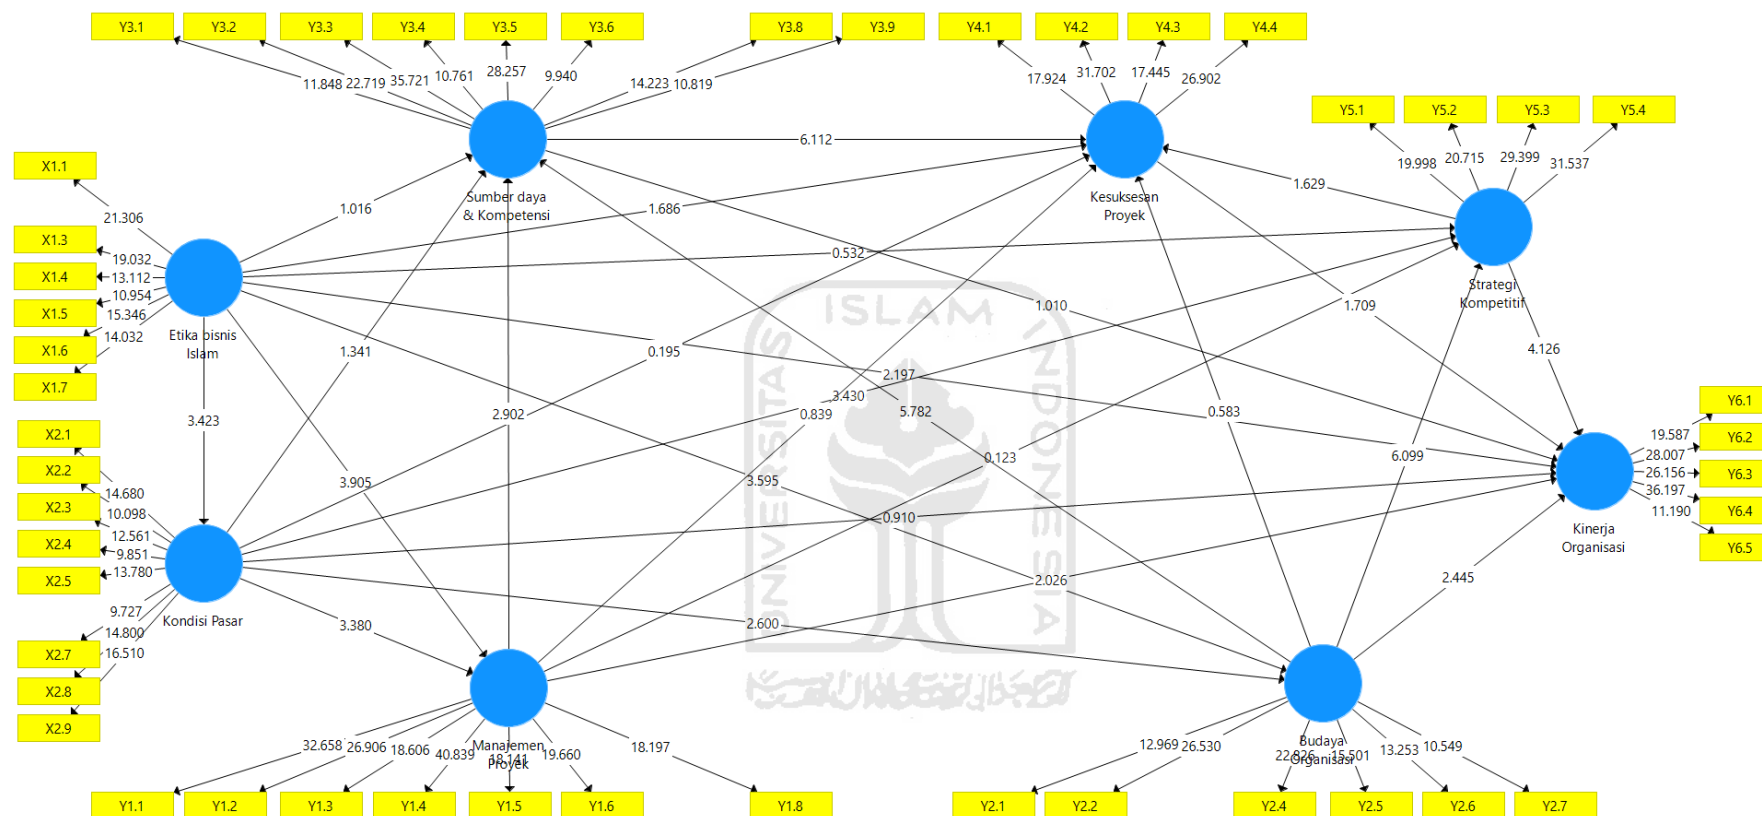 Y3.1 Y3.2 Y3.3 Y3.4 Y3.5 Y3.6 Y3.8 Y3.9 Y4.1 Y4.2 Y4.3 Y4.4
11.848 22.719 35.721 10.761 28.257 9.940 14.223 10.819 17.924 31.702 17.445 26.902
Y5.1 Y5.2 Y5.3 Y5.4
19.998 20.715 29.399 31.537
Sumber daya
& Kompetensi
Kesuksesan
Proyek
Strategi
Kompetitif
X1.1
X1.3
X1.4
X1.5
X1.6
X1.7
21.306
19.032
13.112
10.954
15.346
14.032
Etika bisnis
Islam
6.112
1.016
1.686
1.629
0.532
1.010
1.709
1.341
0.195
2.197
4.126
3.423
2.902
3.430
0.839
5.782
0.583
0.123
6.099
3.905
3.595
0.910
2.026
2.445
3.380
2.600
X2.1
X2.2
X2.3
X2.4
X2.5
X2.7
X2.8
X2.9
14.680
10.098
12.561
9.851
13.780
9.727
14.800
16.510
Kondisi Pasar
Y6.1
Y6.2
Y6.3
Y6.4
Y6.5
19.587
28.007
26.156
36.197
11.190
Kinerja
Organisasi
Manajemen
Proyek
Budaya
Organisasi
32.658 26.906 18.606 40.839 18.141 19.660 18.197
12.969 26.530 22.826 15.501 13.253 10.549
Y1.1 Y1.2 Y1.3 Y1.4 Y1.5 Y1.6 Y1.8 Y2.1 Y2.2 Y2.4 Y2.5 Y2.6 Y2.7
UNIVERSITAS
ISLAM
INDONESIA